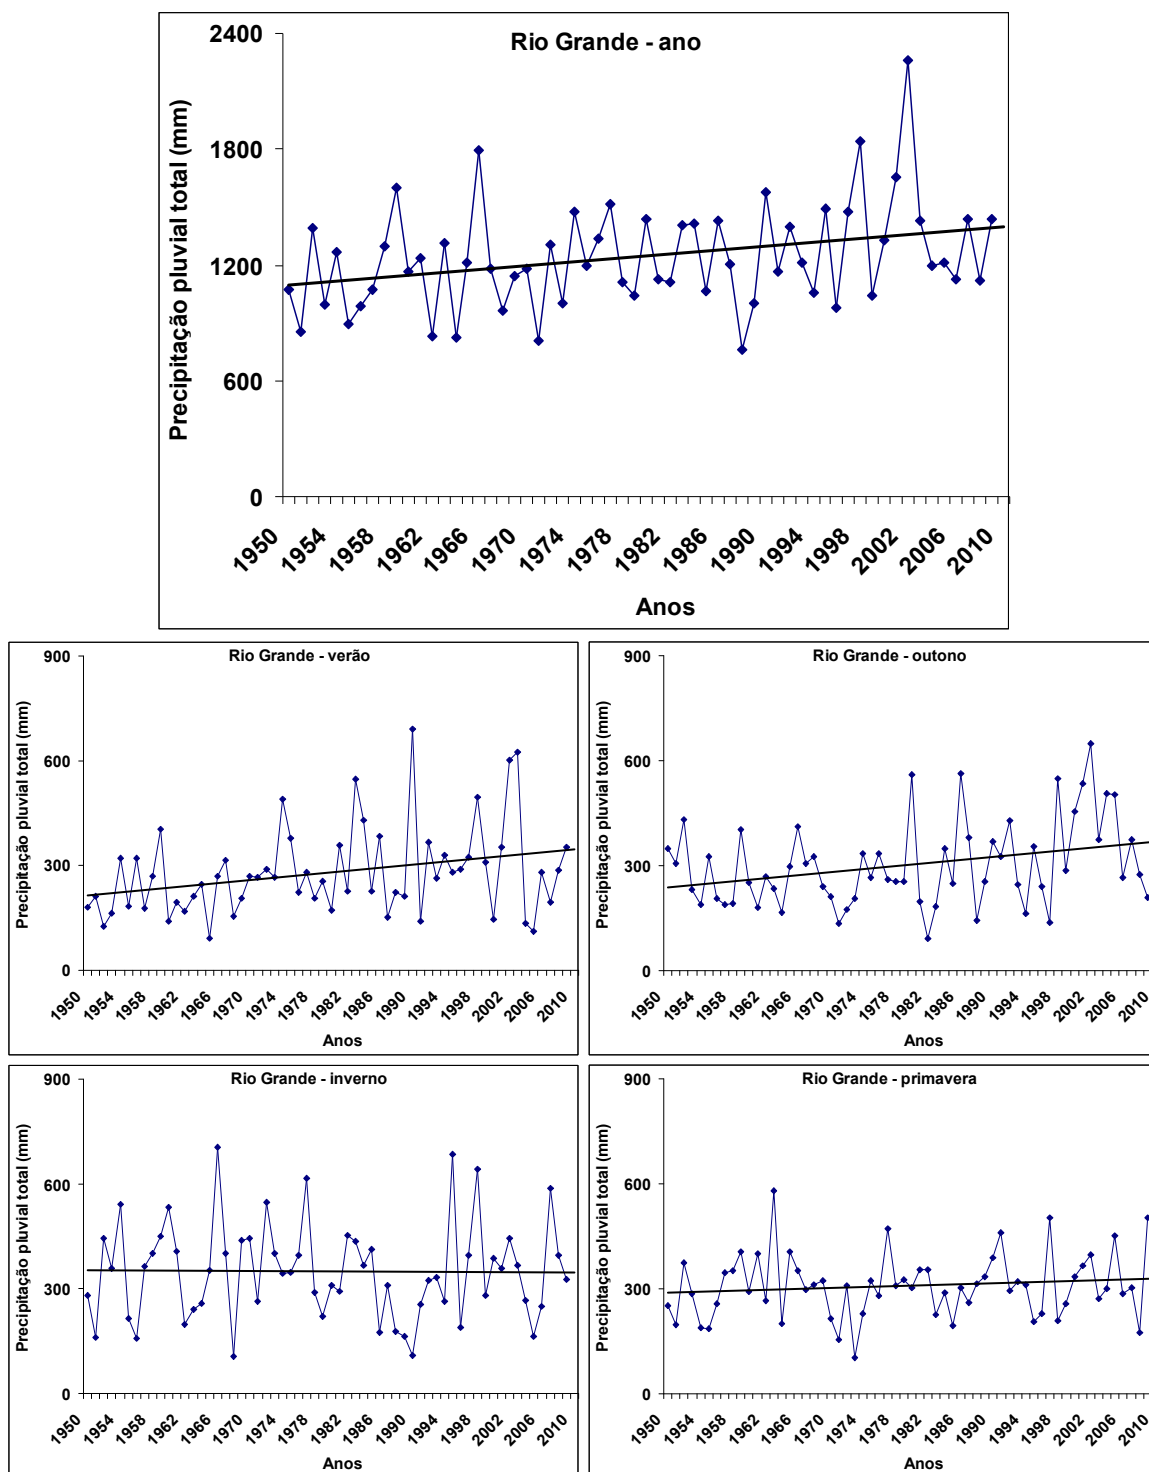 Rio Grande - ano
Precipitação pluvial total (mm)
2400
1800
1200
600
0
1950 1954 1958 1962 1966 1970 1974 1978 1982 1986 1990 1994 1998 2002 2006 2010
Anos
Rio Grande - verão
Precipitação pluvial total (mm)
900
600
300
0
1950 1954 1958 1962 1966 1970 1974 1978 1982 1986 1990 1994 1998 2002 2006 2010
Anos
Rio Grande - outono
Precipitação pluvial total (mm)
900
600
300
0
1950 1954 1958 1962 1966 1970 1974 1978 1982 1986 1990 1994 1998 2002 2006 2010
Anos
Rio Grande - inverno
Precipitação pluvial total (mm)
900
600
300
0
1950 1954 1958 1962 1966 1970 1974 1978 1982 1986 1990 1994 1998 2002 2006 2010
Anos
Rio Grande - primavera
Precipitação pluvial total (mm)
900
600
300
0
1950 1954 1958 1962 1966 1970 1974 1978 1982 1986 1990 1994 1998 2002 2006 2010
Anos